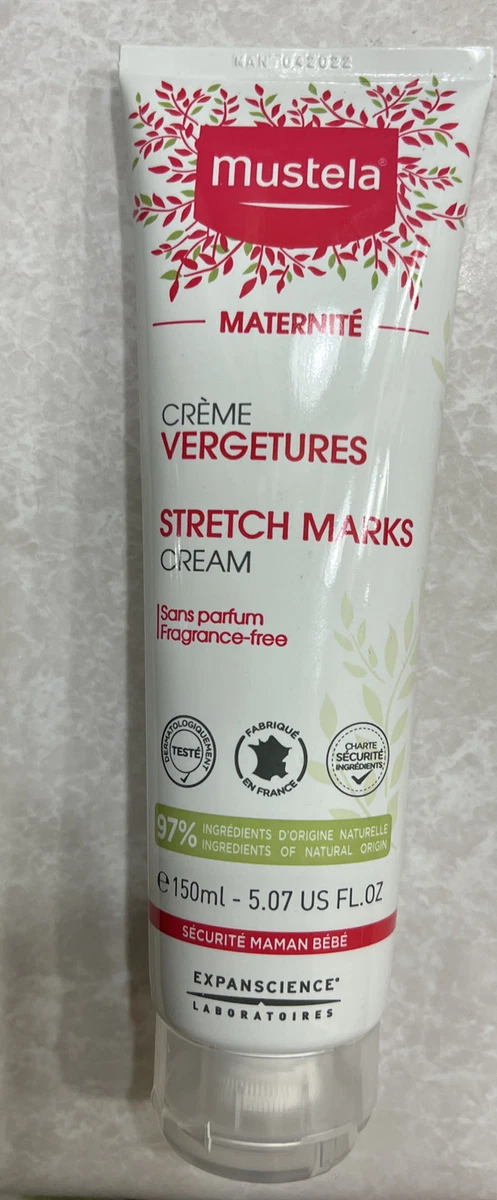 MAN 042022
mustela®
MATERNITÉ
CRÈME
VERGETURES
STRETCH MARKS
CREAM
Sans parfum
Fragrance-free
DERMATOLOGIQUEMENT
TESTÉ
FABRIQUÉ
EN FRANCE
CHARTE
SÉCURITÉ
INGRÉDIENTS
97% INGRÉDIENTS D'ORIGINE NATURELLE
INGREDIENTS OF NATURAL ORIGIN
℮150ml - 5.07 US FL.OZ
SÉCURITÉ MAMAN BÉBÉ
EXPANSCIENCE®
LABORATOIRES